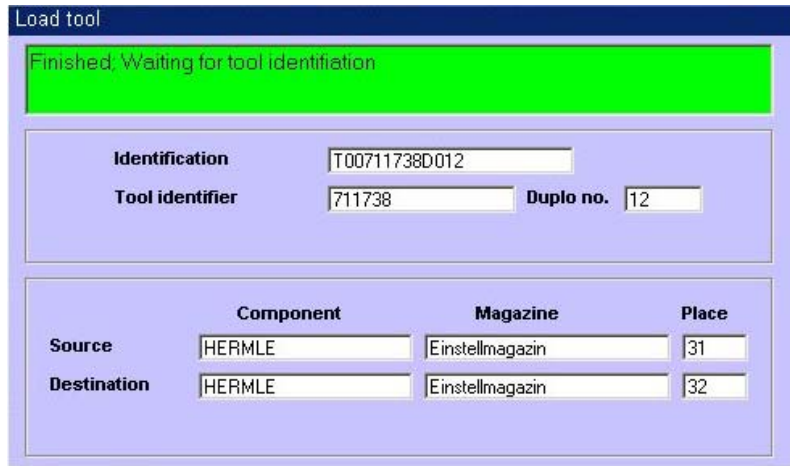 Load tool
Finished; Waiting for tool identifiation
Identification T00711738D012
Tool identifier 711738 Duplo no. 12
Component Magazine Place
Source HERMLE Einstellmagazin 31
Destination HERMLE Einstellmagazin 32